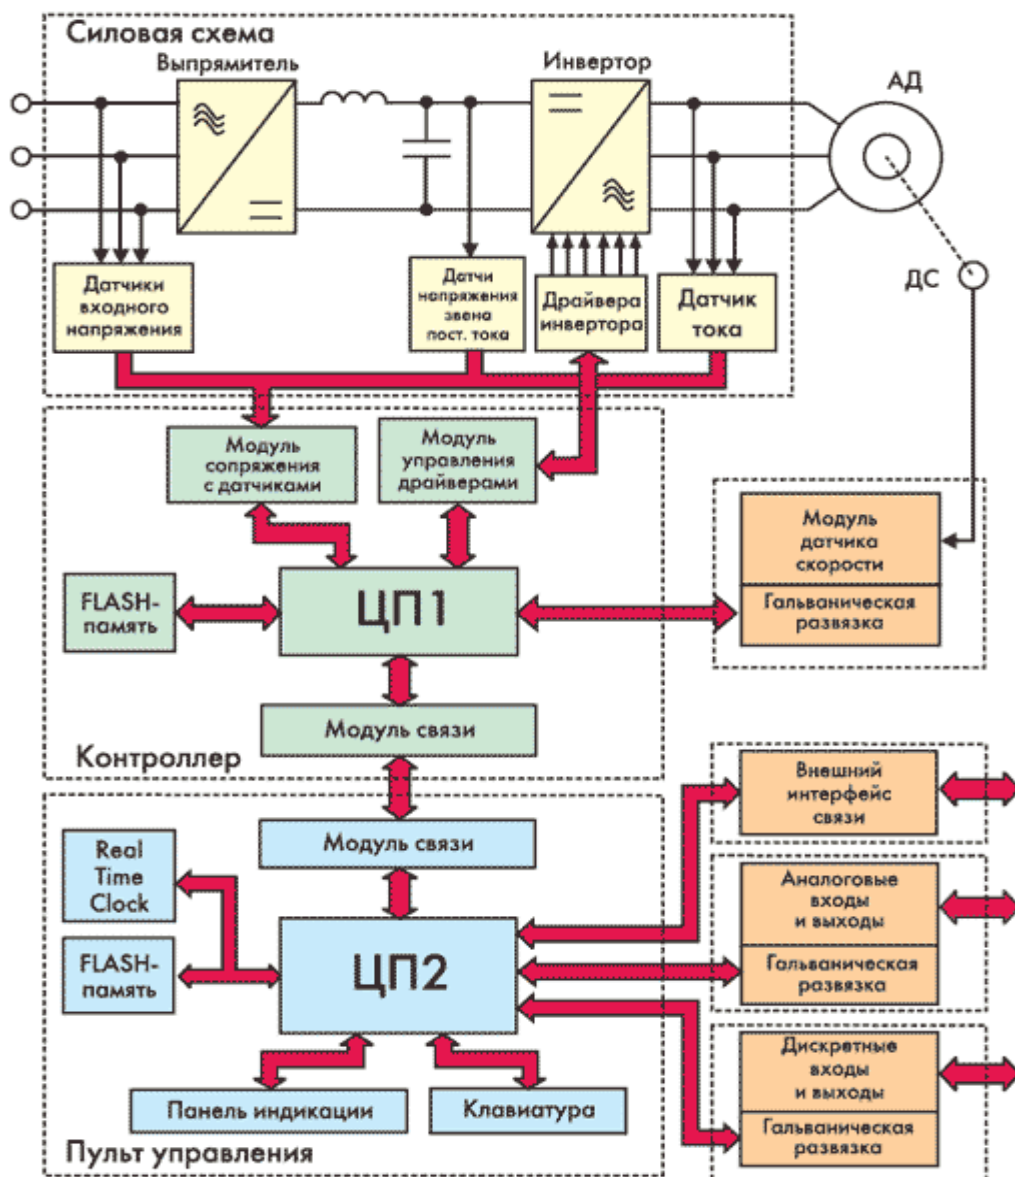 Силовая схема
Выпрямитель
Инвертор
АД
ДС
Датчики
входного
напряжения
Датчи
напряжения
звена
пост. тока
Драйвера
инвертора
Датчик
тока
Модуль
сопряжения
с датчиками
Модуль
управления
драйверами
Модуль
датчика
скорости
Гальваническая
развязка
FLASH-
память
ЦП1
Модуль связи
Контроллер
Внешний
интерфейс
связи
Модуль связи
Real
Time
Clock
Аналоговые
входы
и выходы
Гальваническая
развязка
FLASH-
память
ЦП2
Дискретные
входы
и выходы
Гальваническая
развязка
Панель индикации
Клавиатура
Пульт управления